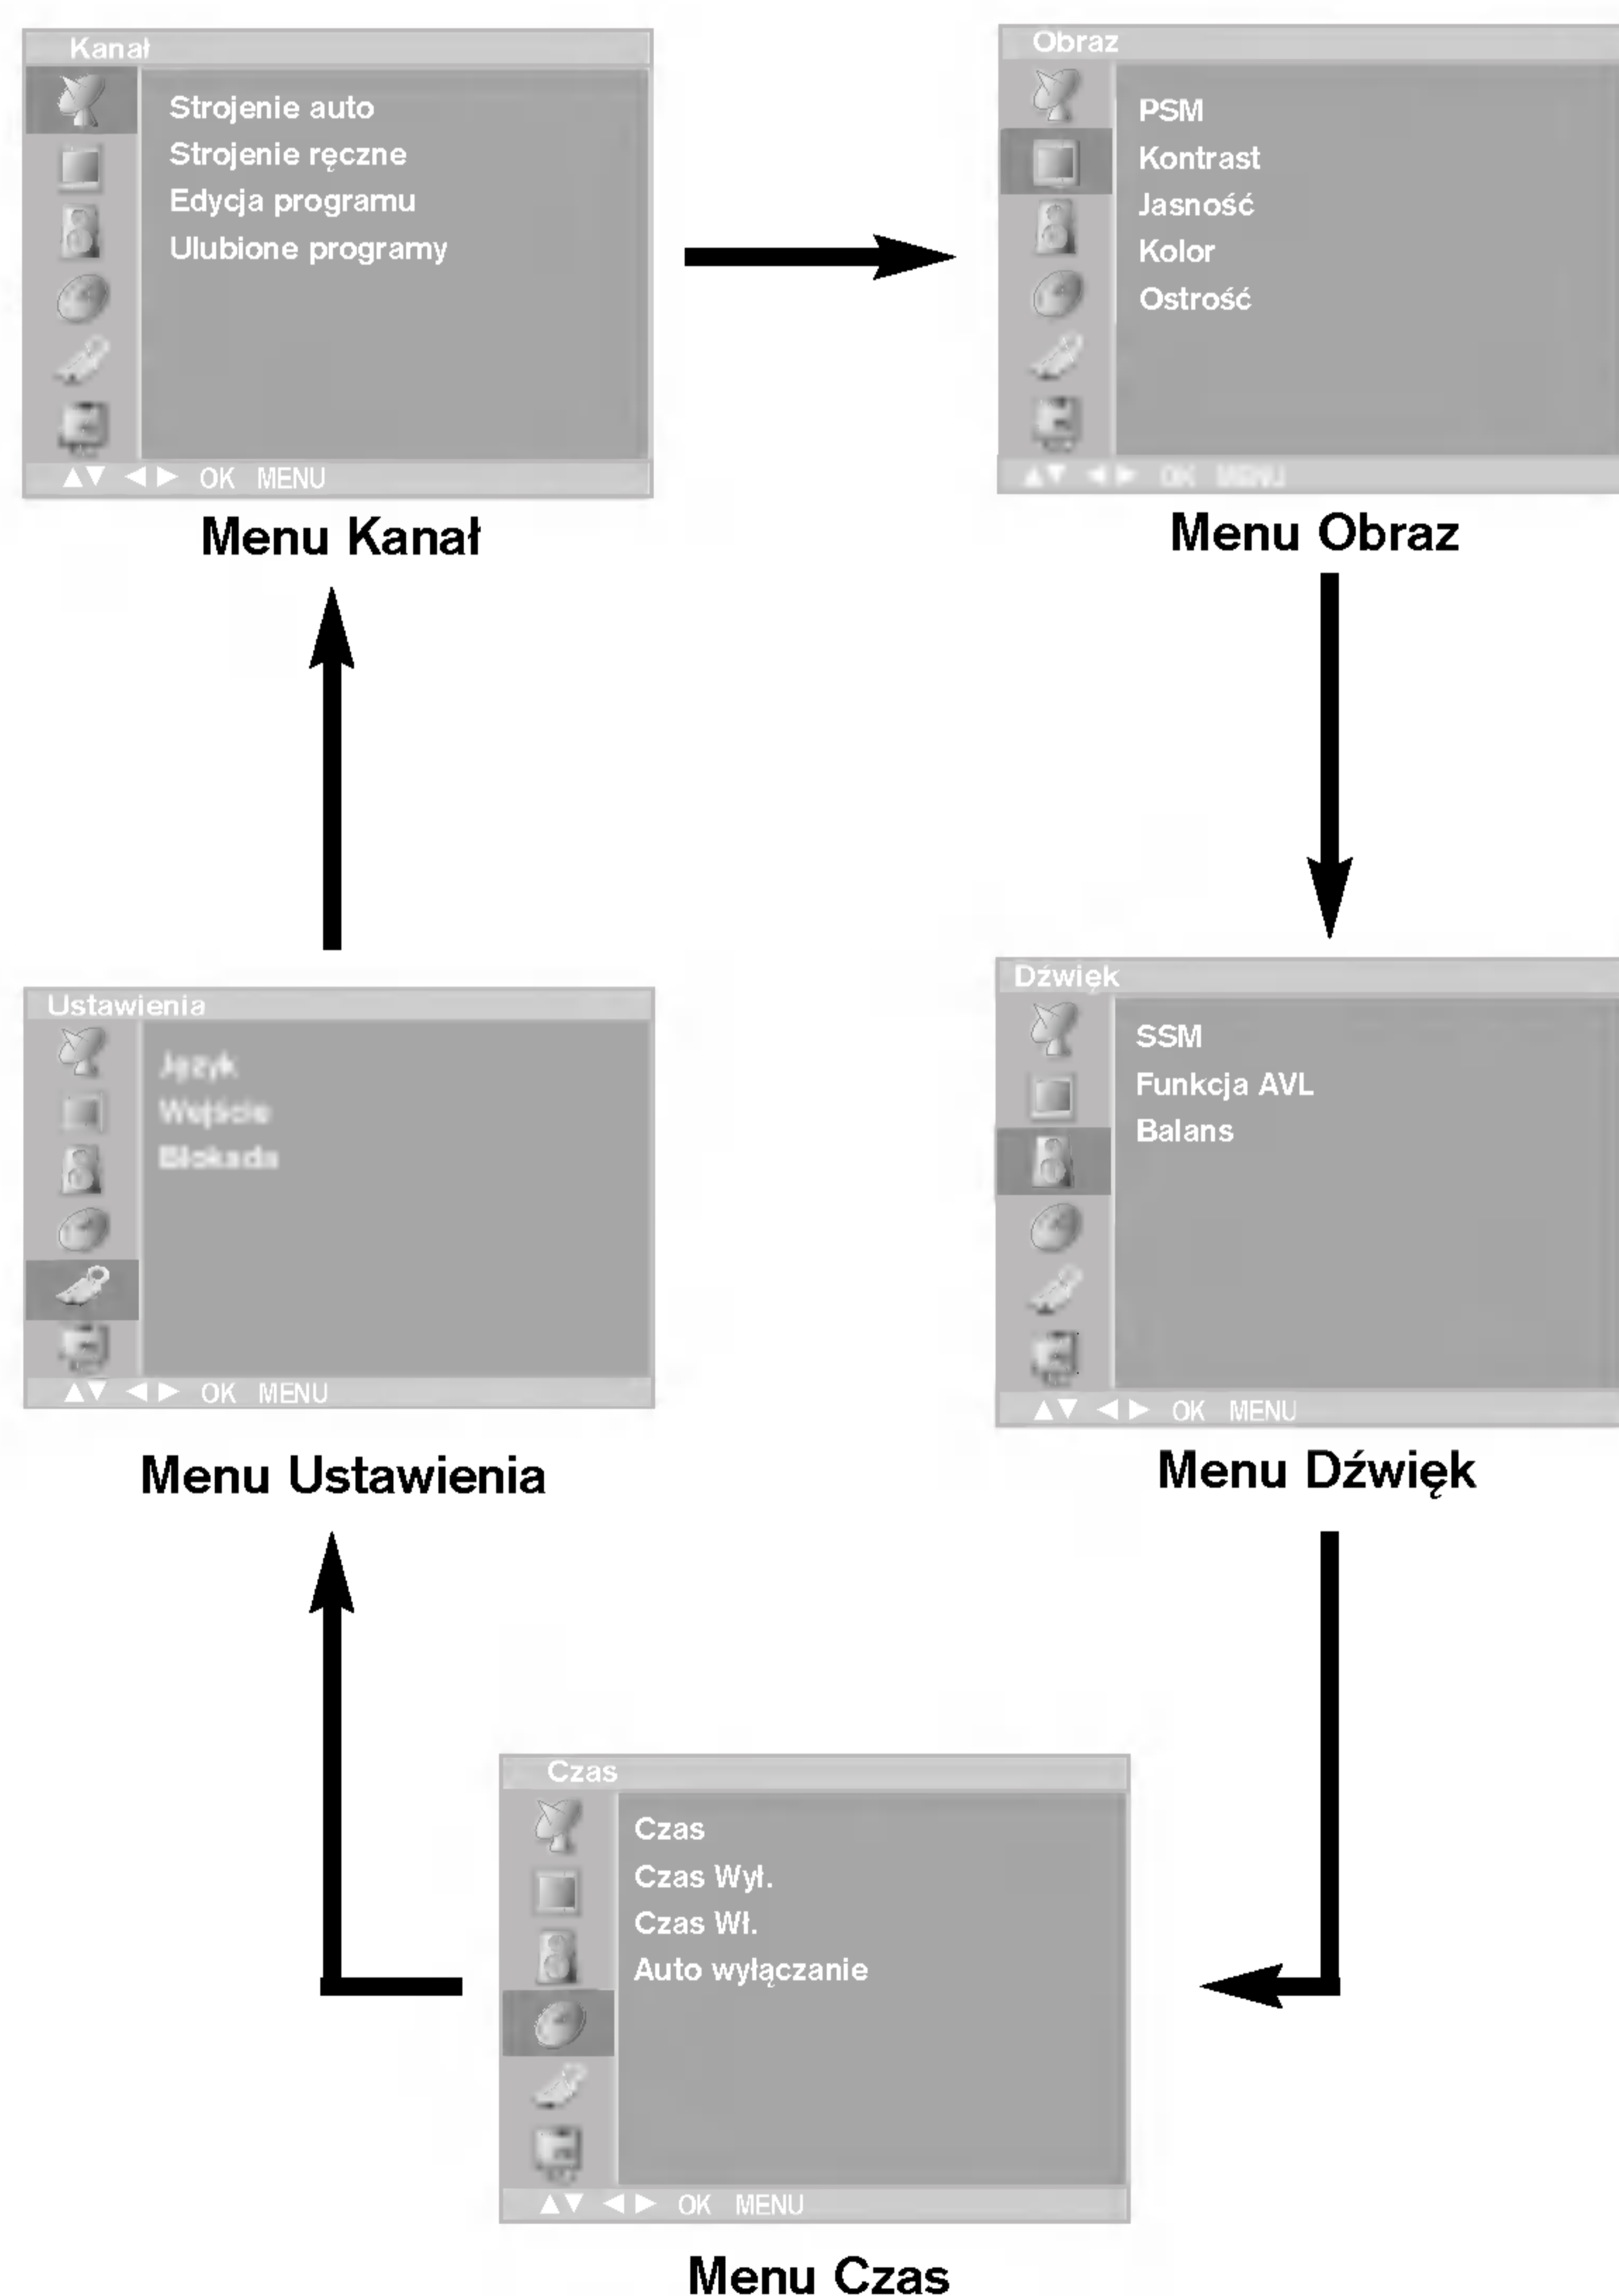 Kanał
Strojenie auto
Strojenie ręczne
Edycja programu
Ulubione programy
▲▼ ◄► OK MENU
Menu Kanał
Obraz
PSM
Kontrast
Jasność
Kolor
Ostrość
▲▼ ◄► OK MENU
Menu Obraz
Ustawienia
Język
Wejście
Blokada
▲▼ ◄► OK MENU
Menu Ustawienia
Dźwięk
SSM
Funkcja AVL
Balans
▲▼ ◄► OK MENU
Menu Dźwięk
Czas
Czas
Czas Wył.
Czas Wł.
Auto wyłączanie
▲▼ ◄► OK MENU
Menu Czas